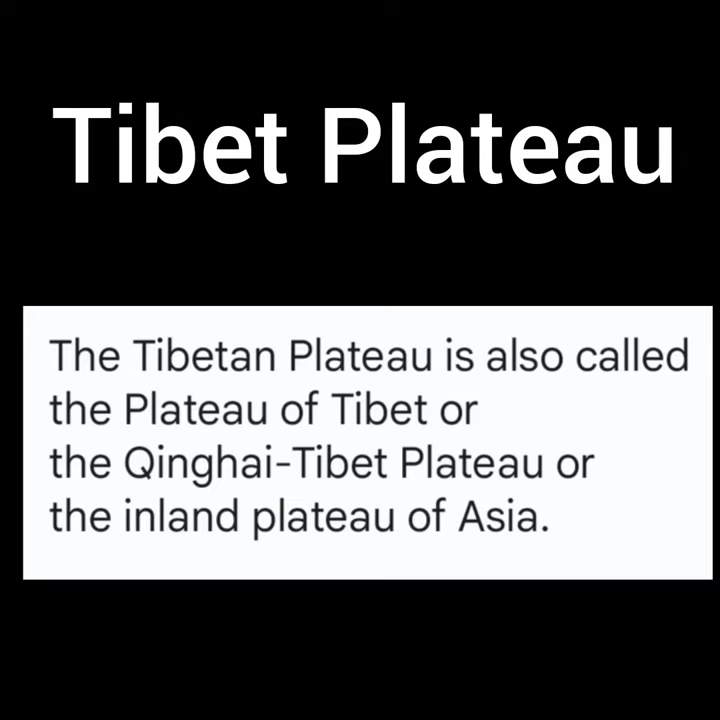 Tibet Plateau
The Tibetan Plateau is also called
the Plateau of Tibet or
the Qinghai-Tibet Plateau or
the inland plateau of Asia.